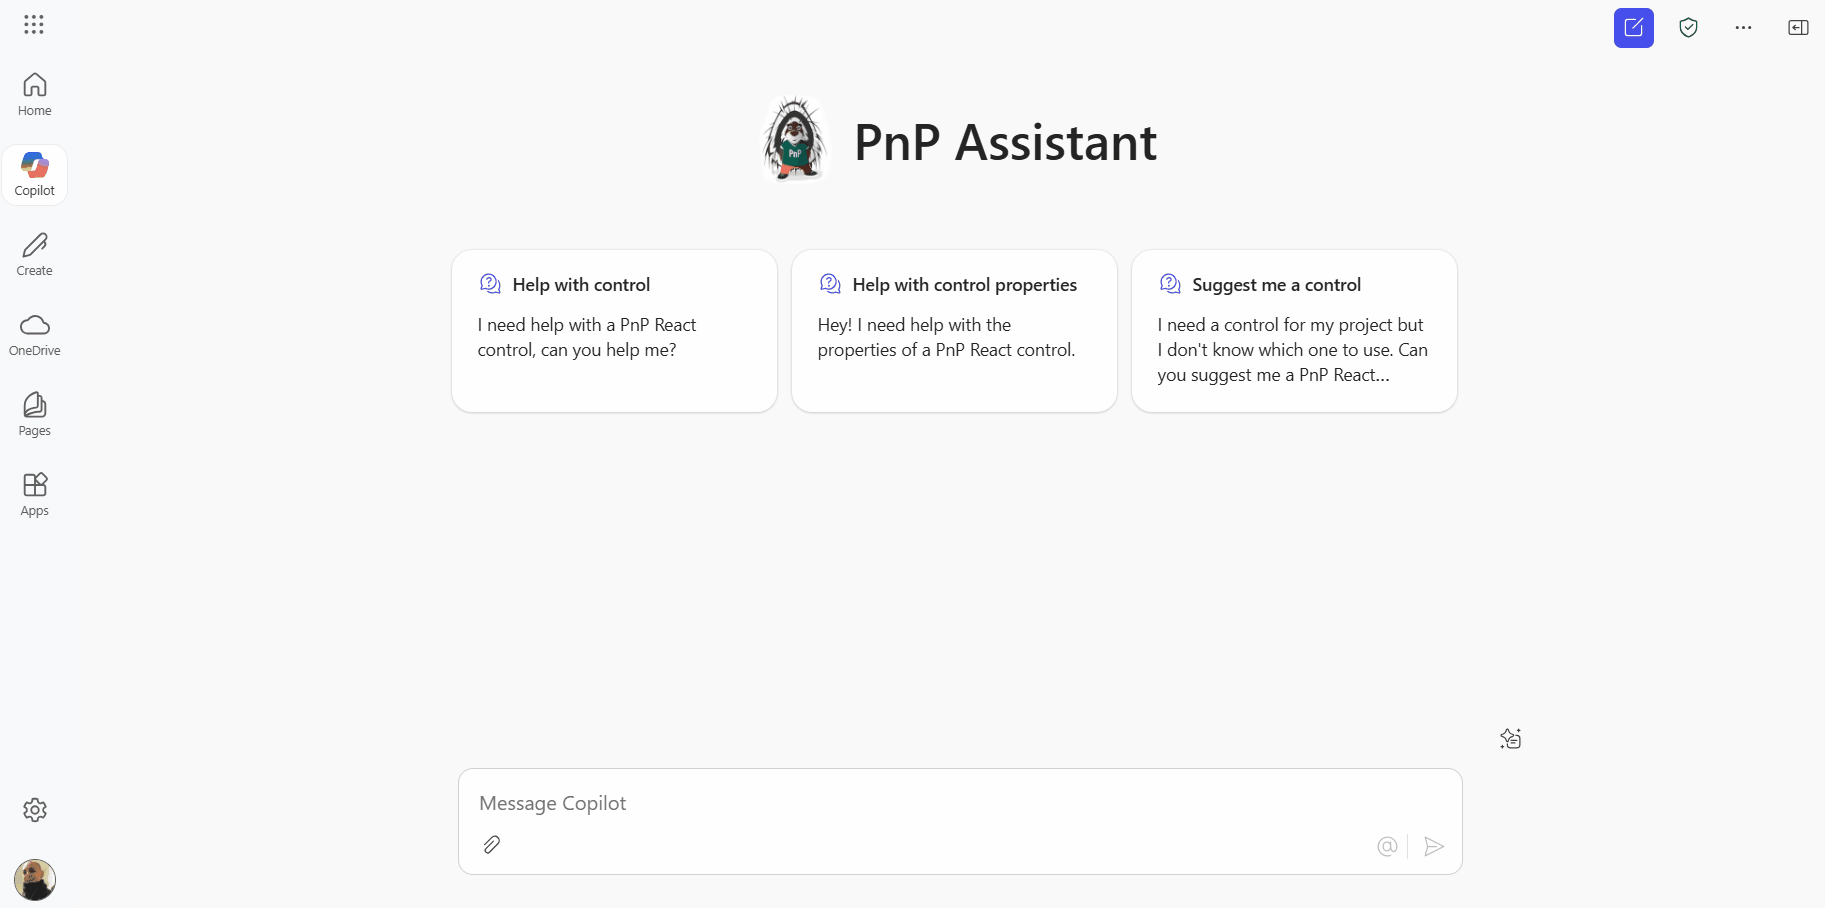 Home
Copilot
Create
OneDrive
Pages
Apps
PnP
PnP Assistant
Help with control
I need help with a PnP React
control, can you help me?
Help with control properties
Hey! I need help with the
properties of a PnP React control.
Suggest me a control
I need a control for my project but
I don't know which one to use. Can
you suggest me a PnP React...
Message Copilot